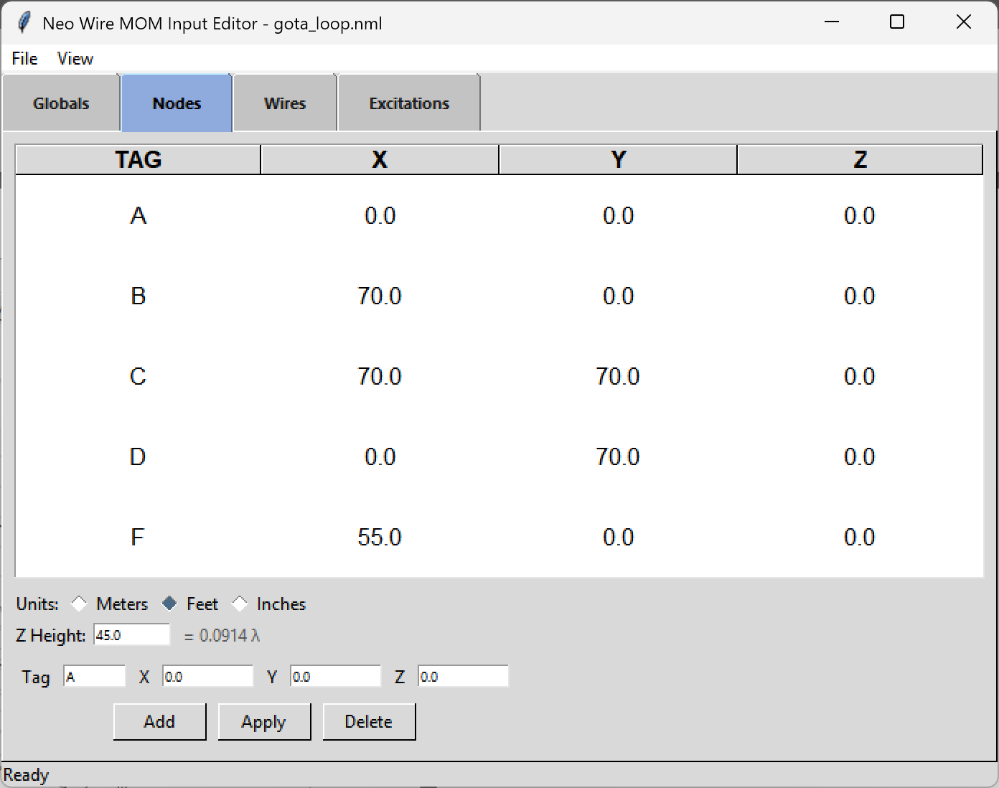 Neo Wire MOM Input Editor - gota_loop.nml
File View
Globals Nodes Wires Excitations
TAG X Y Z
A 0.0 0.0 0.0
B 70.0 0.0 0.0
C 70.0 70.0 0.0
D 0.0 70.0 0.0
F 55.0 0.0 0.0
Units: Meters Feet Inches
Z Height: 45.0 = 0.0914 λ
Tag A X 0.0 Y 0.0 Z 0.0
Add Apply Delete
Ready